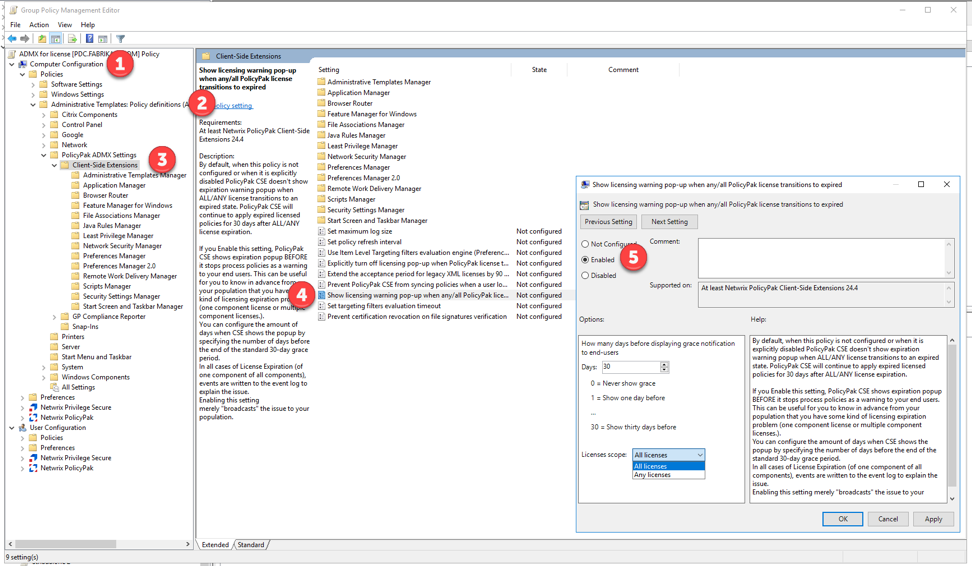 Group Policy Management Editor
File Action View Help
ADMX for license [PDC.FABRIKA M] Policy
Computer Configuration
Policies
Software Settings
Windows Settings
Administrative Templates: Policy definitions (A
Citrix Components
Control Panel
Google
Network
PolicyPak ADMX Settings
Client-Side Extensions
Administrative Templates Manager
Application Manager
Browser Router
Feature Manager for Windows
File Associations Manager
Java Rules Manager
Least Privilege Manager
Network Security Manager
Preferences Manager
Preferences Manager 2.0
Remote Work Delivery Manager
Scripts Manager
Security Settings Manager
Start Screen and Taskbar Manager
GP Compliance Reporter
Snap-Ins
Printers
Server
Start Menu and Taskbar
System
Windows Components
All Settings
Preferences
Netwrix Privilege Secure
Netwrix PolicyPak
User Configuration
Policies
Preferences
Netwrix Privilege Secure
Netwrix PolicyPak
1
2
3
4
5
Client-Side Extensions
Show licensing warning pop-up
when any/all PolicyPak license
transitions to expired
policy setting.
Requirements:
At least Netwrix PolicyPak Client-Side
Extensions 24.4
Description:
By default, when this policy is not
configured or when it is explicitly
disabled PolicyPak CSE doesn't show
expiration warning popup when
ALL/ANY license transitions to an
expired state. PolicyPak CSE will
continue to apply expired licensed
policies for 30 days after ALL/ANY
license expiration.
If you Enable this setting, PolicyPak
CSE shows expiration popup BEFORE
it stops process policies as a warning
to your end users. This can be useful
for you to know in advance from
your population that you have some
kind of licensing expiration problem
(one component license or multiple
component licenses.).
You can configure the amount of
days when CSE shows the popup by
specifying the number of days before
the end of the standard 30-day grace
period.
In all cases of License Expiration (of
one component of all components),
events are written to the event log to
explain the issue.
Enabling this setting
merely "broadcasts" the issue to your
population.
Setting State Comment
Administrative Templates Manager
Application Manager
Browser Router
Feature Manager for Windows
File Associations Manager
Java Rules Manager
Least Privilege Manager
Network Security Manager
Preferences Manager
Preferences Manager 2.0
Remote Work Delivery Manager
Scripts Manager
Security Settings Manager
Start Screen and Taskbar Manager
Set maximum log size Not configured
Set policy refresh interval Not configured
Use Item Level Targeting filters evaluation engine (Preferenc... Not configured
Explicitly turn off licensing pop-up when PolicyPak license t... Not configured
Extend the acceptance period for legacy XML licenses by 90 ... Not configured
Prevent PolicyPak CSE from syncing policies when a user lo... Not configured
Show licensing warning pop-up when any/all PolicyPak lice... Not configured
Set targeting filters evaluation timeout Not configured
Prevent certification revocation on file signatures verification Not configured
Extended Standard
9 setting(s)
Show licensing warning pop-up when any/all PolicyPak license transitions to expired
Show licensing warning pop-up when any/all PolicyPak license transitions to expired
Previous Setting Next Setting
Not Configured
Enabled
Disabled
Comment:
Supported on:
At least Netwrix PolicyPak Client-Side Extensions 24.4
Options:
Help:
How many days before displaying grace notification
to end-users
Days: 30
0 = Never show grace
1 = Show one day before
...
30 = Show thirty days before
Licenses scope: All licenses
All licenses
Any licenses
By default, when this policy is not configured or when it is
explicitly disabled PolicyPak CSE doesn't show expiration
warning popup when ALL/ANY license transitions to an expired
state. PolicyPak CSE will continue to apply expired licensed
policies for 30 days after ALL/ANY license expiration.
If you Enable this setting, PolicyPak CSE shows expiration popup
BEFORE it stops process policies as a warning to your end users.
This can be useful for you to know in advance from your
population that you have some kind of licensing expiration
problem (one component license or multiple component
licenses.).
You can configure the amount of days when CSE shows the
popup by specifying the number of days before the end of the
standard 30-day grace period.
In all cases of License Expiration (of one component of all
components), events are written to the event log to explain the
issue.
Enabling this setting merely "broadcasts" the issue to your
OK Cancel Apply